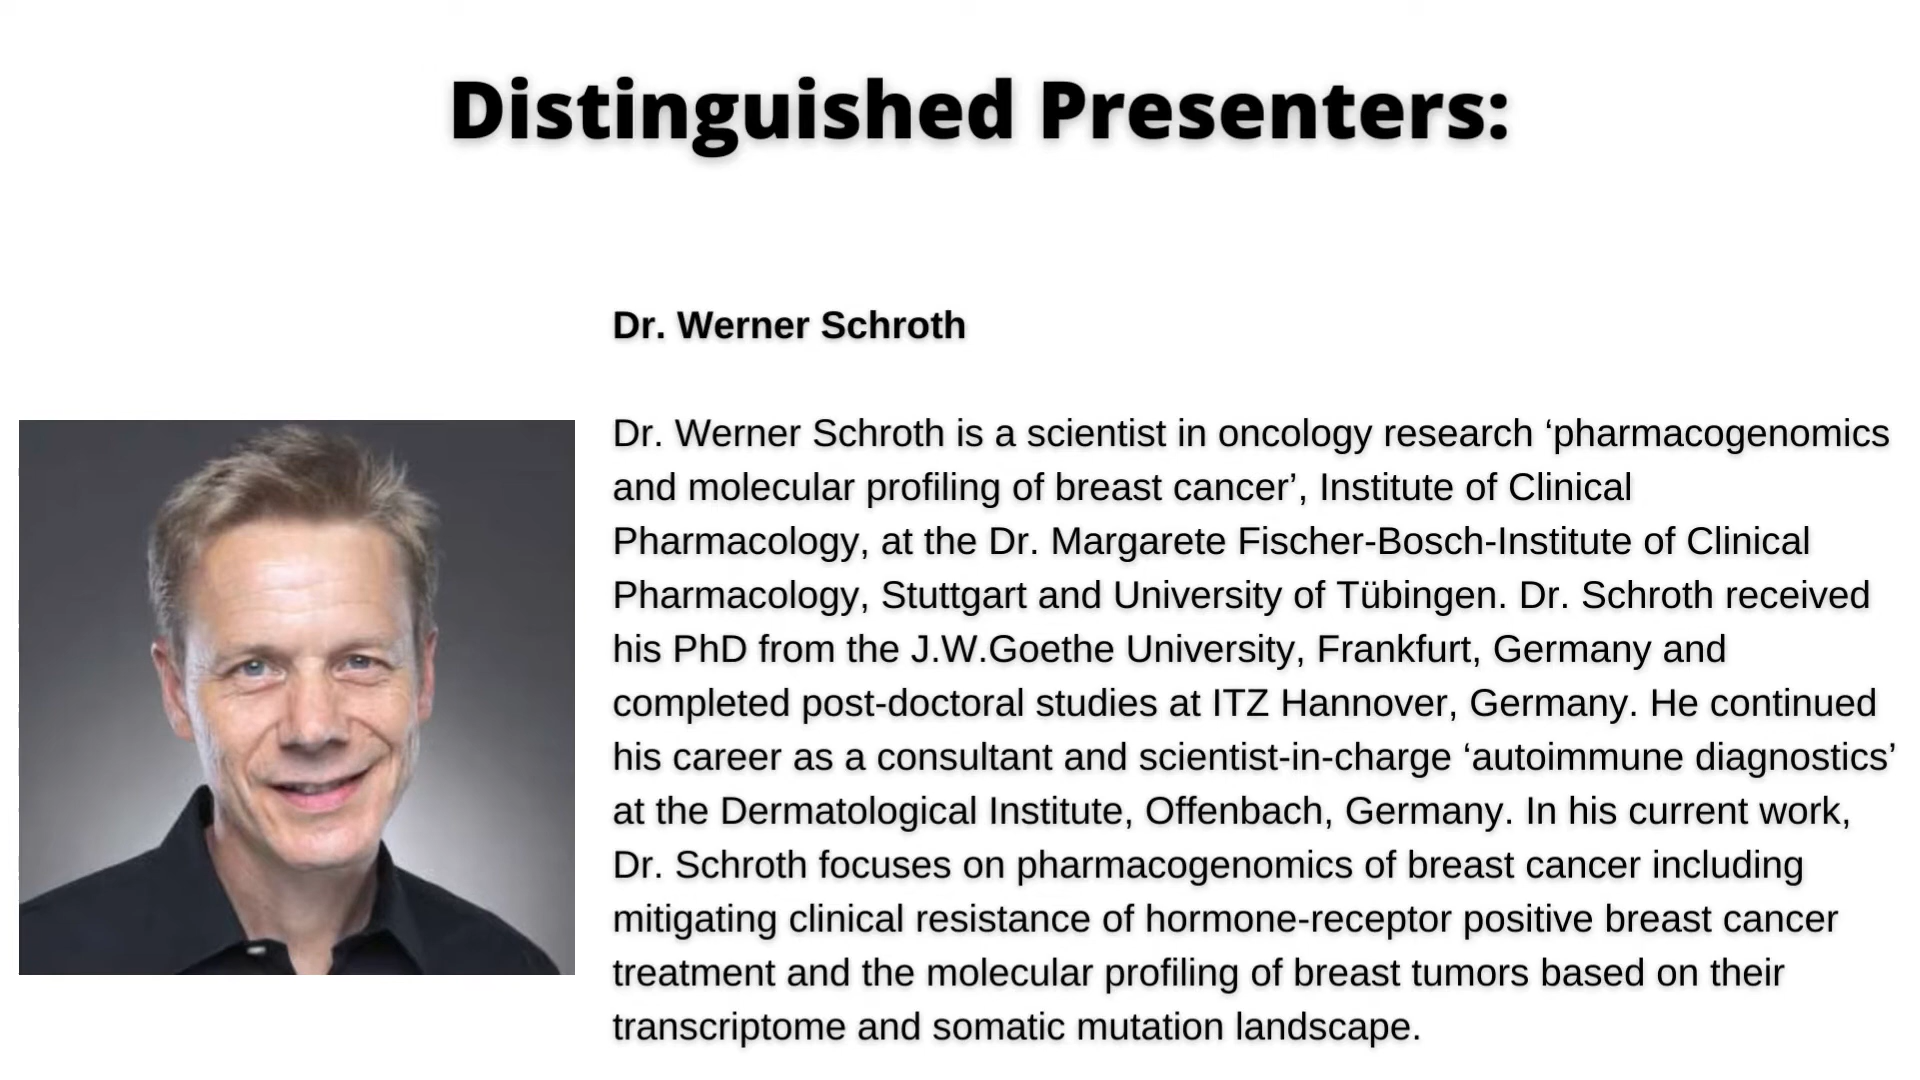 Distinguished Presenters:
Dr. Werner Schroth
Dr. Werner Schroth is a scientist in oncology research ‘pharmacogenomics
and molecular profiling of breast cancer’, Institute of Clinical
Pharmacology, at the Dr. Margarete Fischer-Bosch-Institute of Clinical
Pharmacology, Stuttgart and University of Tübingen. Dr. Schroth received
his PhD from the J.W.Goethe University, Frankfurt, Germany and
completed post-doctoral studies at ITZ Hannover, Germany. He continued
his career as a consultant and scientist-in-charge ‘autoimmune diagnostics’
at the Dermatological Institute, Offenbach, Germany. In his current work,
Dr. Schroth focuses on pharmacogenomics of breast cancer including
mitigating clinical resistance of hormone-receptor positive breast cancer
treatment and the molecular profiling of breast tumors based on their
transcriptome and somatic mutation landscape.